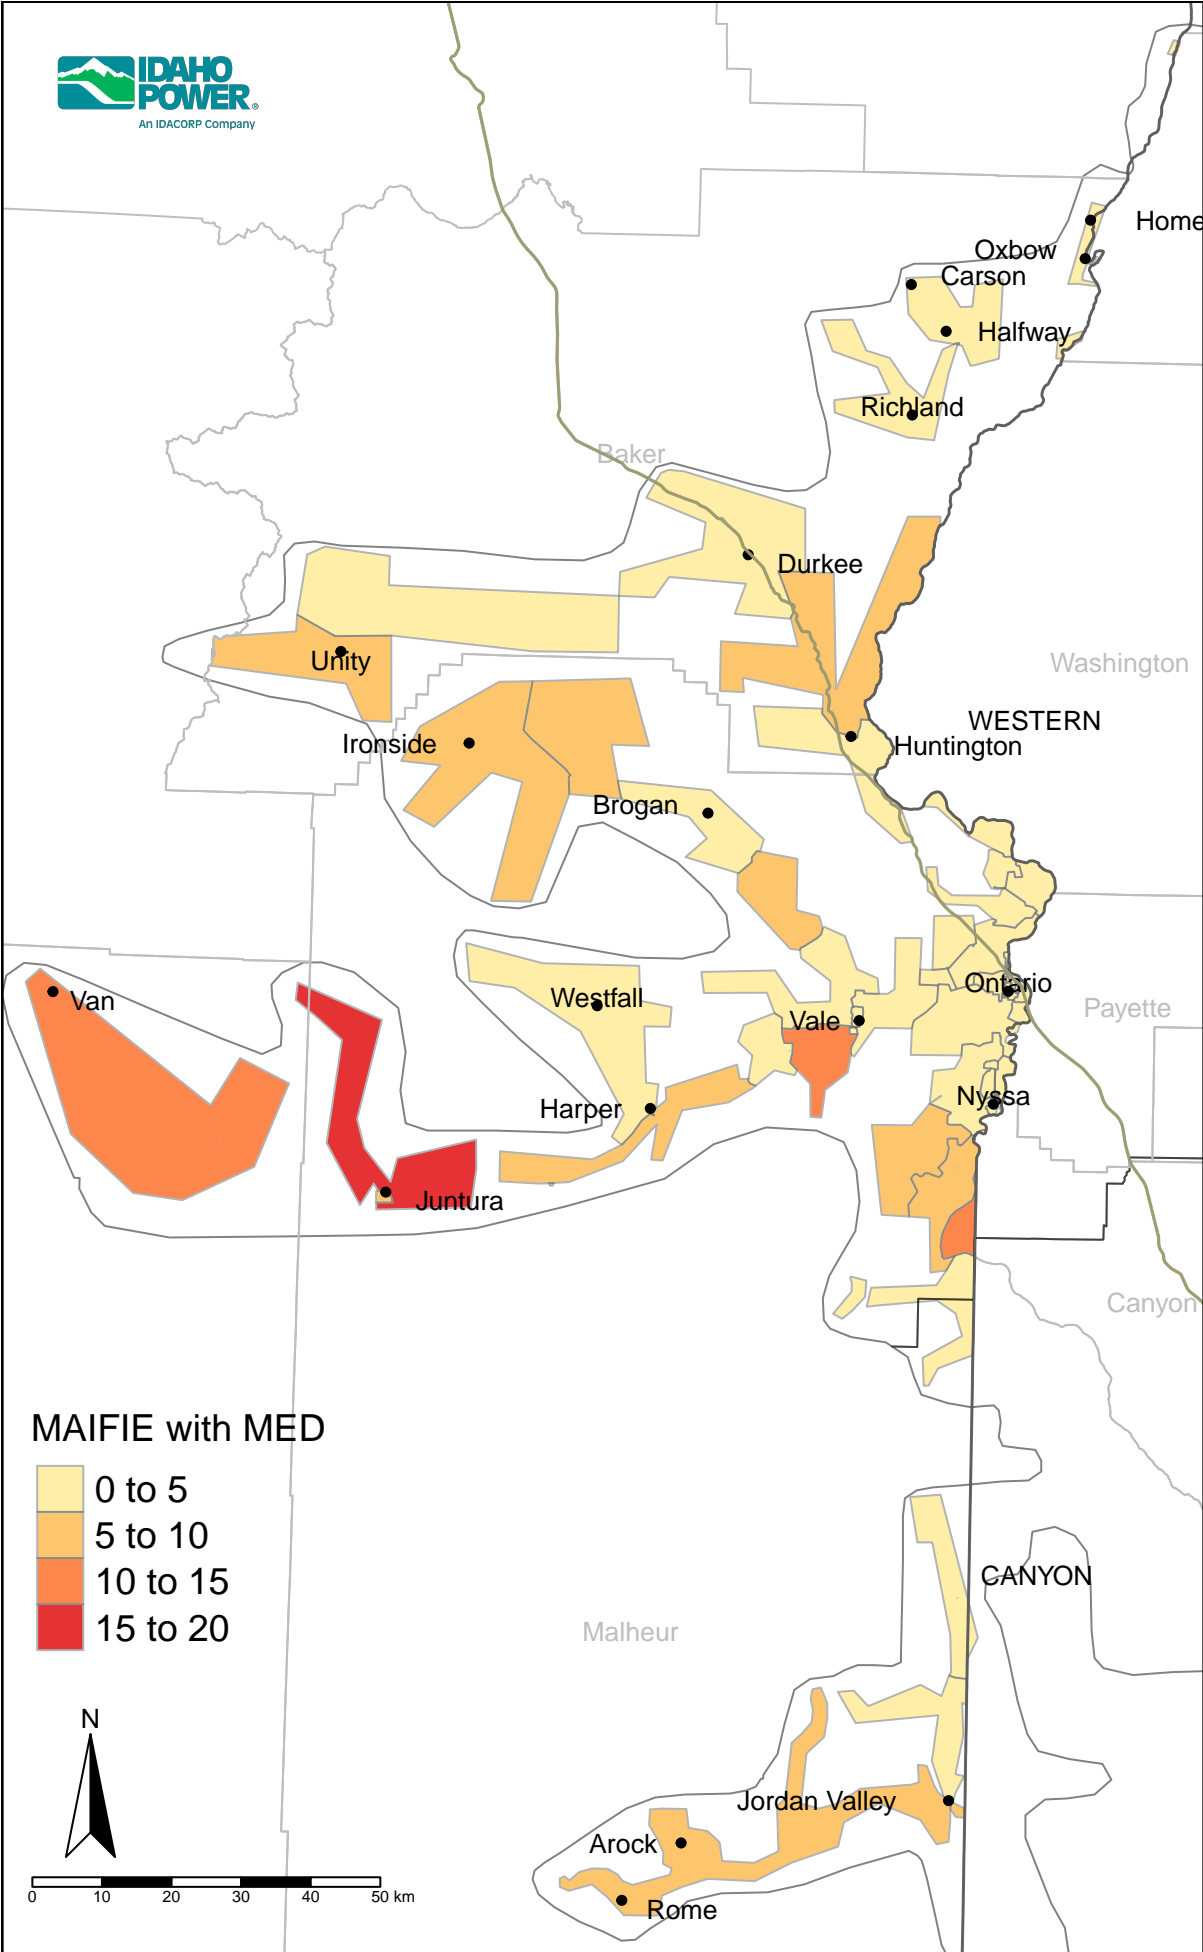 IDAHO
POWER®
An IDACORP Company
Home
Oxbow
Carson
Halfway
Richland
Baker
Durkee
Unity
Washington
WESTERN
Ironside
Huntington
Brogan
Van
Westfall
Ontario
Vale
Payette
Nyssa
Harper
Juntura
Canyon
MAIFIE with MED
0 to 5
5 to 10
10 to 15
15 to 20
CANYON
Malheur
N
Jordan Valley
Arock
Rome
0 10 20 30 40 50 km